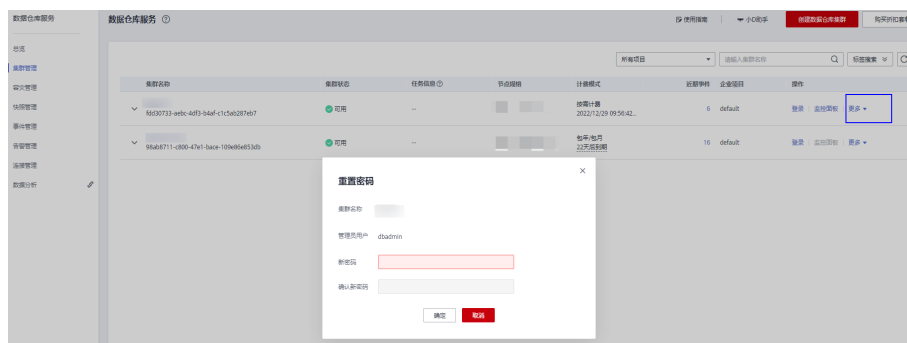 数据仓库服务
总览
集群管理
容灾管理
快照管理
事件管理
告警管理
连接管理
数据分析
数据仓库服务
使用指南
小D助手
创建数据仓库集群
购买折扣套餐
所有项目
请输入集群名称
标签搜索
集群名称 集群状态 任务信息 节点规格 计费模式 近期事件 企业项目 操作
fdd30733-aebc-4df3-b4af-c1c5ab287eb7 可用 -- 按需计费 2022/12/29 09:56:42... 6 default 登录 监控面板 更多
98ab8711-c800-47e1-bace-109e86e853db 可用 -- 包年/包月 22天后到期 16 default 登录 监控面板 更多
重置密码
集群名称
管理员用户 dbadmin
新密码
确认新密码
确定 取消